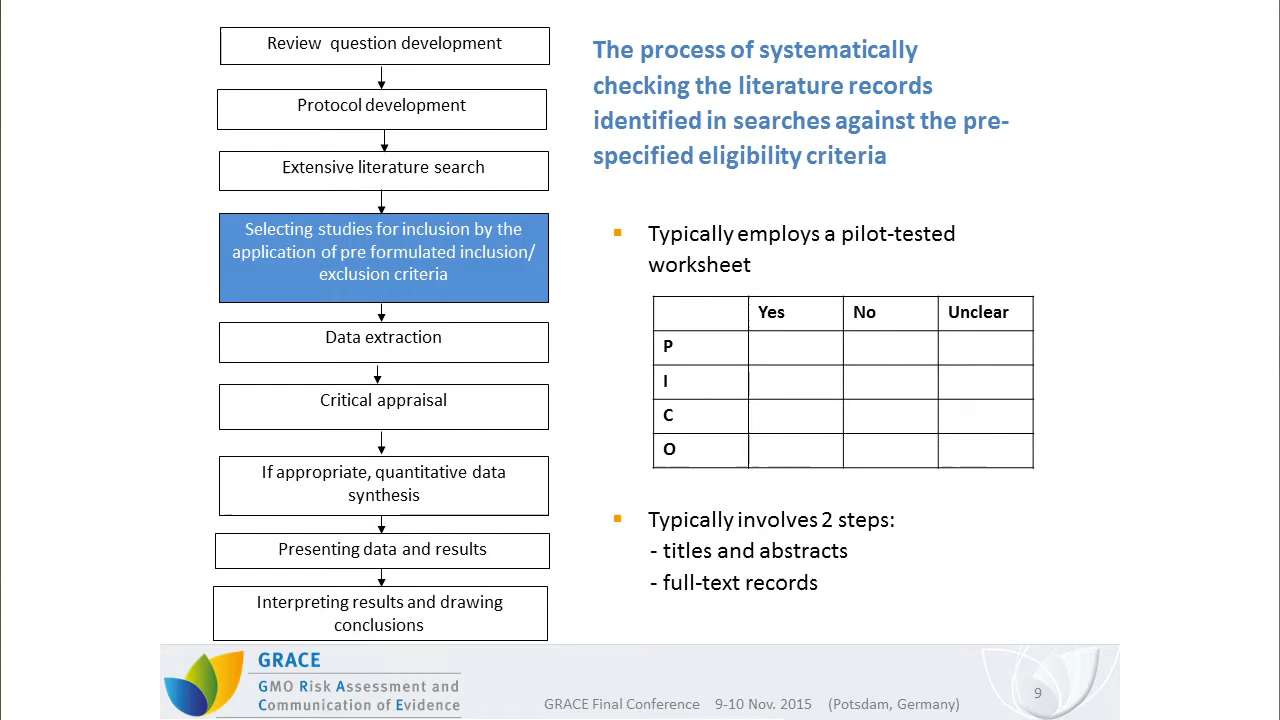 Review question development
Protocol development
Extensive literature search
Selecting studies for inclusion by the
application of pre formulated inclusion/
exclusion criteria
Data extraction
Critical appraisal
If appropriate, quantitative data
synthesis
Presenting data and results
Interpreting results and drawing
conclusions
The process of systematically
checking the literature records
identified in searches against the pre-
specified eligibility criteria
Typically employs a pilot-tested
worksheet
Yes No Unclear
P
I
C
O
Typically involves 2 steps:
- titles and abstracts
- full-text records
GRACE
GMO Risk Assessment and
Communication of Evidence
GRACE Final Conference 9-10 Nov. 2015 (Potsdam, Germany)
9